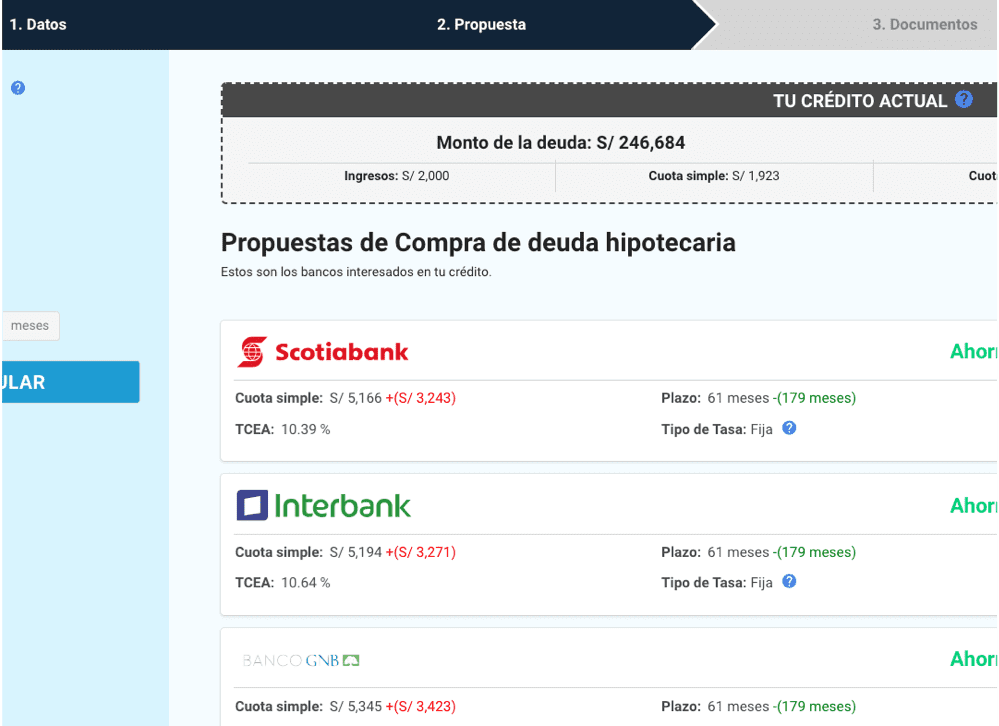 1. Datos
2. Propuesta
3. Documentos
TU CRÉDITO ACTUAL
Monto de la deuda: S/ 246,684
Ingresos: S/ 2,000
Cuota simple: S/ 1,923
Cuot
Propuestas de Compra de deuda hipotecaria
Estos son los bancos interesados en tu crédito.
meses
ULAR
Scotiabank
Ahorr
Cuota simple: S/ 5,166 +(S/ 3,243)
Plazo: 61 meses -(179 meses)
TCEA: 10.39 %
Tipo de Tasa: Fija
Interbank
Ahorr
Cuota simple: S/ 5,194 +(S/ 3,271)
Plazo: 61 meses -(179 meses)
TCEA: 10.64 %
Tipo de Tasa: Fija
BANCO GNB
Ahorr
Cuota simple: S/ 5,345 +(S/ 3,423)
Plazo: 61 meses -(179 meses)